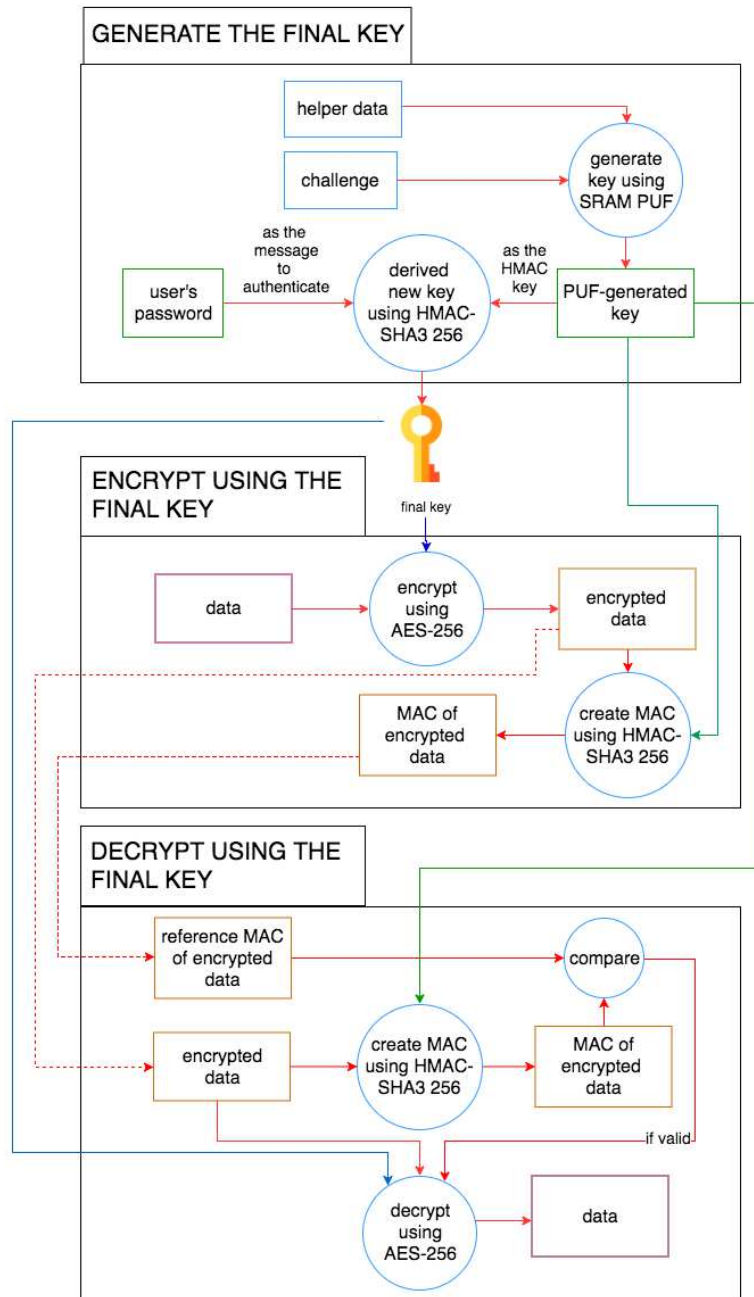 GENERATE THE FINAL KEY
helper data
challenge
generate
key using
SRAM PUF
as the
message
to
authenticate
as the
HMAC
key
user's
password
derived
new key
using HMAC-
SHA3 256
PUF-generated
key
ENCRYPT USING THE
FINAL KEY
final key
data
encrypt
using
AES-256
encrypted
data
MAC of
encrypted
data
create MAC
using HMAC-
SHA3 256
DECRYPT USING THE
FINAL KEY
reference MAC
of encrypted
data
compare
encrypted
data
create MAC
using HMAC-
SHA3 256
MAC of
encrypted
data
if valid
decrypt
using
AES-256
data